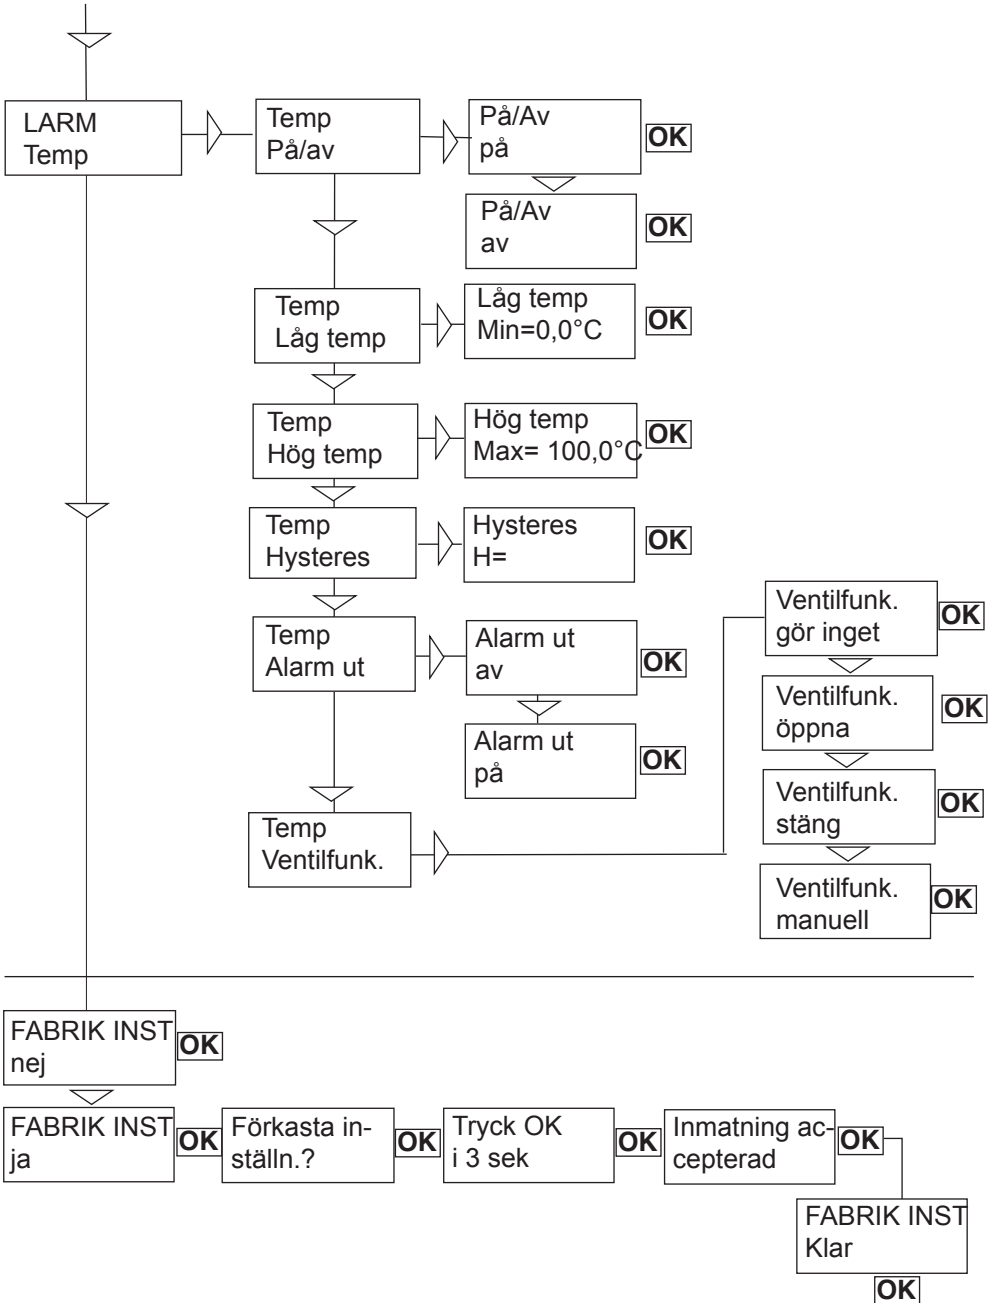 LARM
Temp
Temp
På/av
På/Av
på
OK
På/Av
av
OK
Temp
Låg temp
Låg temp
Min=0,0°C
OK
Temp
Hög temp
Hög temp
Max= 100,0°C
OK
Temp
Hysteres
Hysteres
H=
OK
Temp
Alarm ut
Alarm ut
av
OK
Alarm ut
på
OK
Temp
Ventilfunk.
Ventilfunk.
gör inget
OK
Ventilfunk.
öppna
OK
Ventilfunk.
stäng
OK
Ventilfunk.
manuell
OK
FABRIK INST
nej
OK
FABRIK INST
ja
OK
Förkasta in-
ställn.?
OK
Tryck OK
i 3 sek
OK
Inmatning ac-
cepterad
OK
FABRIK INST
Klar
OK